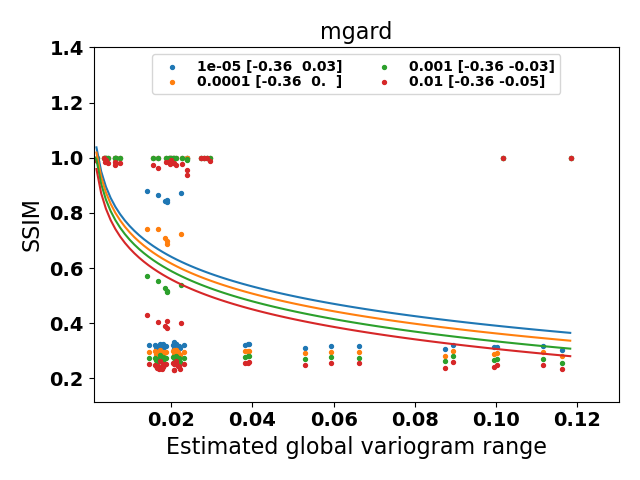 mgard
1e-05 [-0.36  0.03]
0.0001 [-0.36  0.  ]
0.001 [-0.36 -0.03]
0.01 [-0.36 -0.05]
1.4
1.2
1.0
0.8
0.6
0.4
0.2
SSIM
0.02 0.04 0.06 0.08 0.10 0.12
Estimated global variogram range